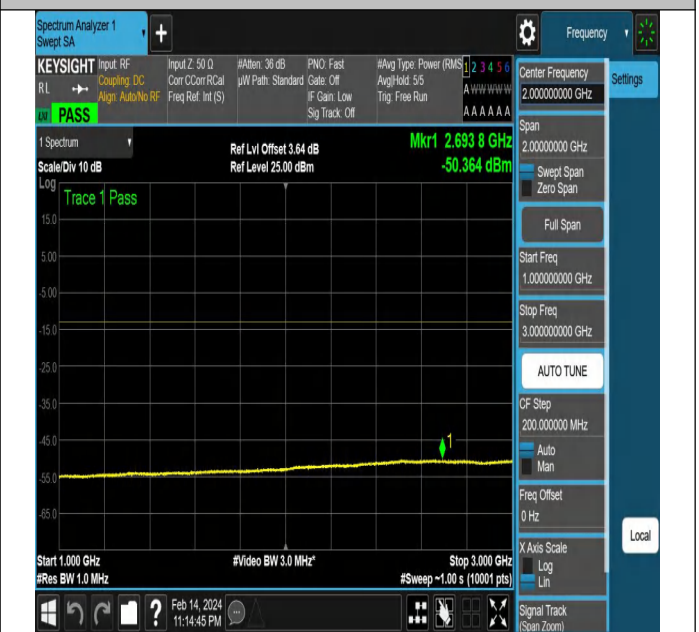 Spectrum Analyzer 1
Swept SA
+
Frequency
KEYSIGHT
RL
PASS
Input: RF
Coupling: DC
Align: Auto/No RF
Input Z: 50 Ω
Corr CCorr RCal
Freq Ref: Int (S)
#Atten: 36 dB
µW Path: Standard
PNO: Fast
Gate: Off
IF Gain: Low
Sig Track: Off
#Avg Type: Power (RMS
Avg|Hold: 5/5
Trig: Free Run
1 2 3 4 5 6
A W W W W W
A A A A A A
1 Spectrum
Scale/Div 10 dB
Ref Lvl Offset 3.64 dB
Ref Level 25.00 dBm
Mkr1 2.693 8 GHz
-50.364 dBm
Log
Trace 1 Pass
15.0
5.00
-5.00
-15.0
-25.0
-35.0
-45.0
-55.0
-65.0
1
Start 1.000 GHz
#Res BW 1.0 MHz
#Video BW 3.0 MHz*
Stop 3.000 GHz
#Sweep ~1.00 s (10001 pts)
Center Frequency
2.000000000 GHz
Settings
Span
2.00000000 GHz
Swept Span
Zero Span
Full Span
Start Freq
1.000000000 GHz
Stop Freq
3.000000000 GHz
AUTO TUNE
CF Step
200.000000 MHz
Auto
Man
Freq Offset
0 Hz
Local
X Axis Scale
Log
Lin
Signal Track
(Span Zoom)
?
Feb 14, 2024
11:14:45 PM